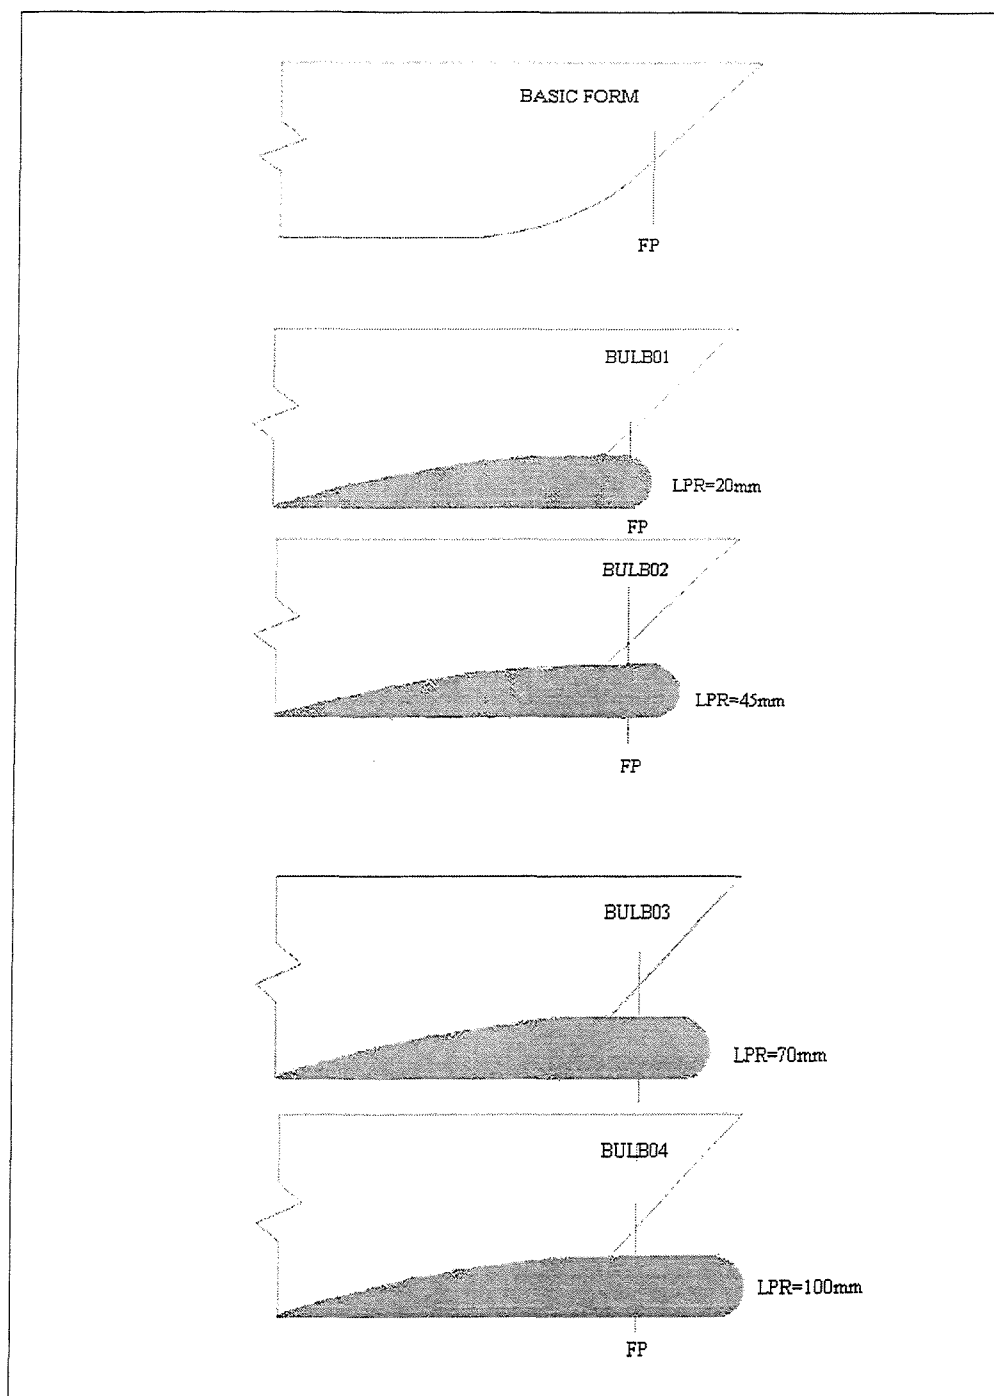 BASIC FORM
FP
BULB01
LPR=20mm
FP
BULB02
LPR=45mm
FP
BULB03
LPR=70mm
BULB04
LPR=100mm
FP